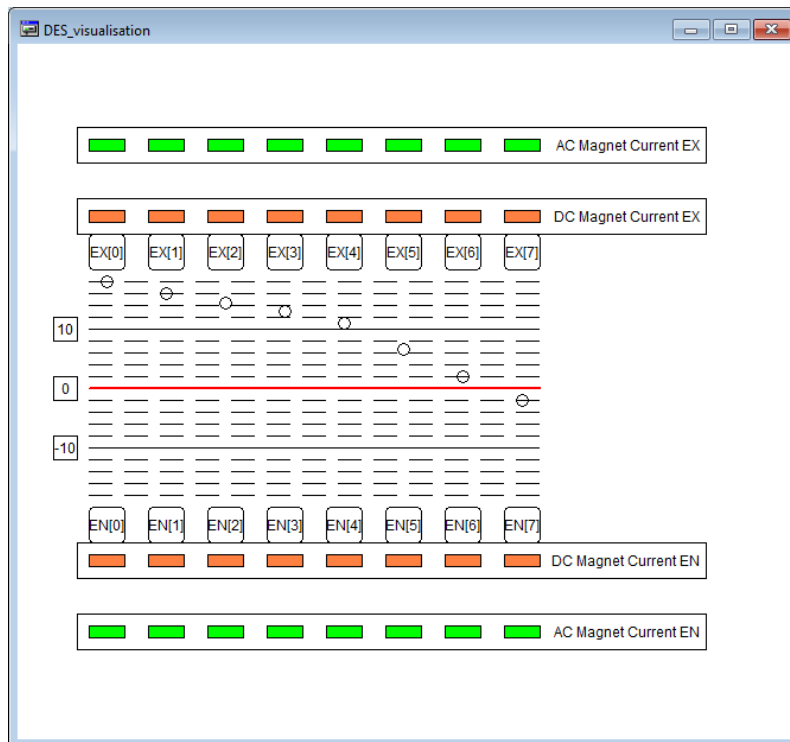 DES_visualisation
AC Magnet Current EX
DC Magnet Current EX
EX[0] EX[1] EX[2] EX[3] EX[4] EX[5] EX[6] EX[7]
10
0
-10
EN[0] EN[1] EN[2] EN[3] EN[4] EN[5] EN[6] EN[7]
DC Magnet Current EN
AC Magnet Current EN